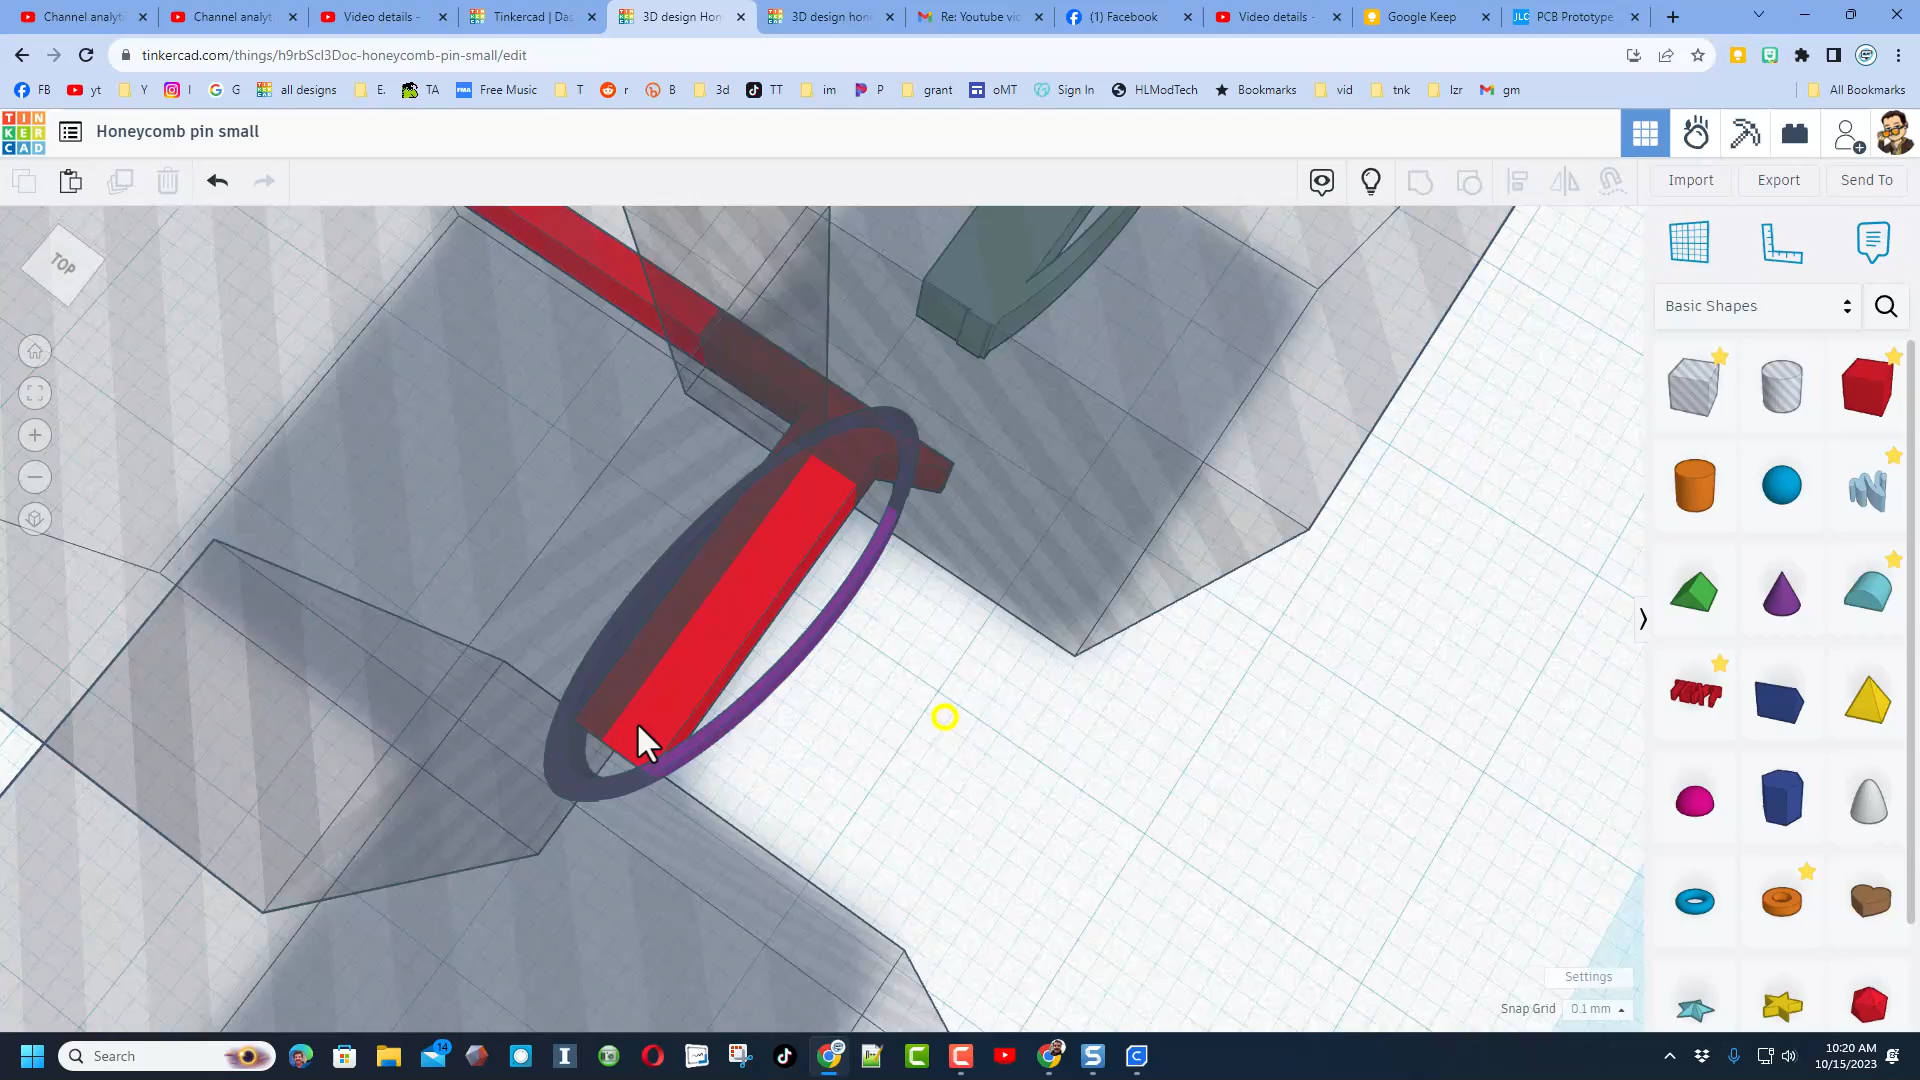 Channel analyt
Channel analyt
Video details -
Tinkercad | Das
3D design Hon
3D design hone
Re: Youtube vic
(1) Facebook
Video details -
Google Keep
PCB Prototype
tinkercad.com/things/h9rbScl3Doc-honeycomb-pin-small/edit
FB
yt
Y
I
G
all designs
E.
TA
Free Music
T
r
B
3d
TT
im
P
grant
oMT
Sign In
HLModTech
Bookmarks
vid
tnk
lzr
gm
All Bookmarks
TIN
KER
CAD
Honeycomb pin small
Import
Export
Send To
TOP
Basic Shapes
TEXT
Settings
Snap Grid
0.1 mm
Search
14
10:20 AM
10/15/2023